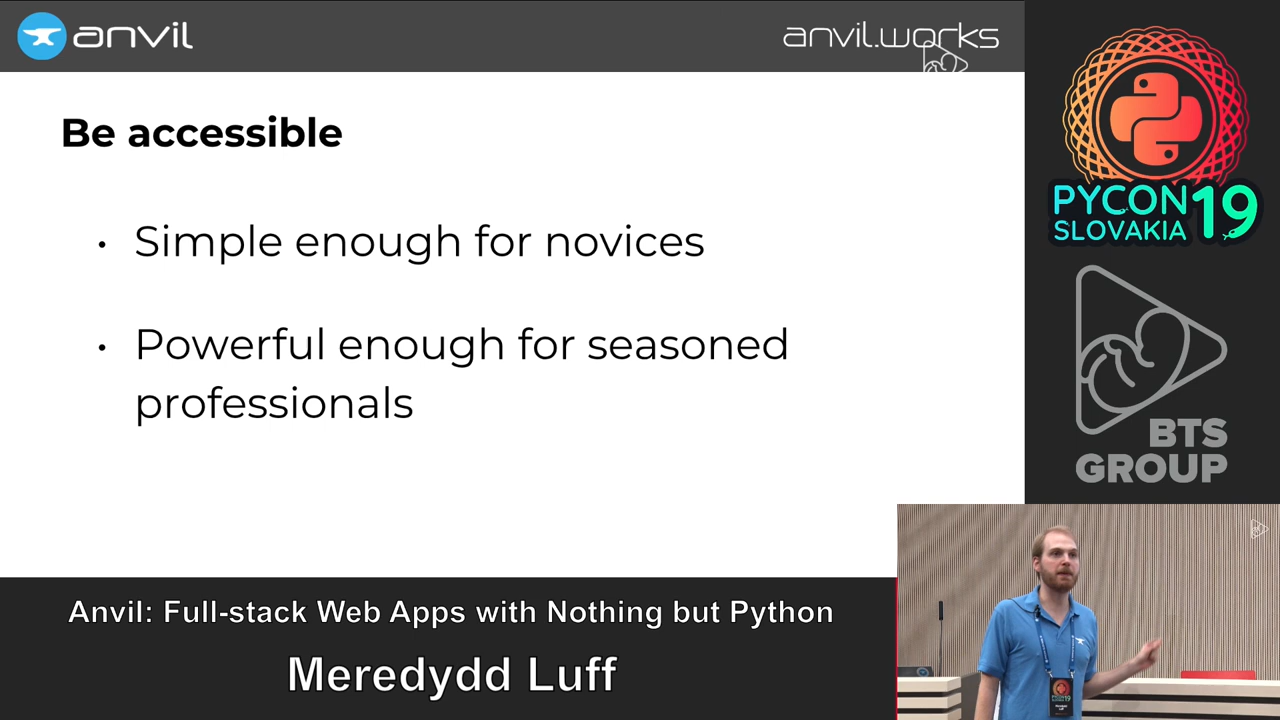 anvil
anvil.works
Be accessible
• Simple enough for novices
• Powerful enough for seasoned
professionals
PYCON 19
SLOVAKIA
BTS
GROUP
Anvil: Full-stack Web Apps with Nothing but Python
Meredydd Luff